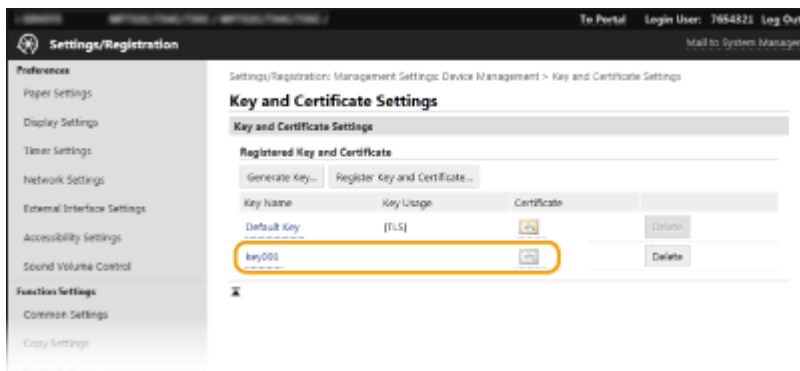 To Portal Login User: 7654321 Log Out
Settings/Registration
Mail to System Manager
Preferences
Paper Settings
Display Settings
Timer Settings
Network Settings
External Interface Settings
Accessibility Settings
Sound Volume Control
Function Settings
Common Settings
Copy Settings
Settings/Registration: Management Settings: Device Management > Key and Certificate Settings
Key and Certificate Settings
Key and Certificate Settings
Registered Key and Certificate
Generate Key... Register Key and Certificate...
Key Name Key Usage Certificate
Default Key [TLS] Delete
key001 Delete